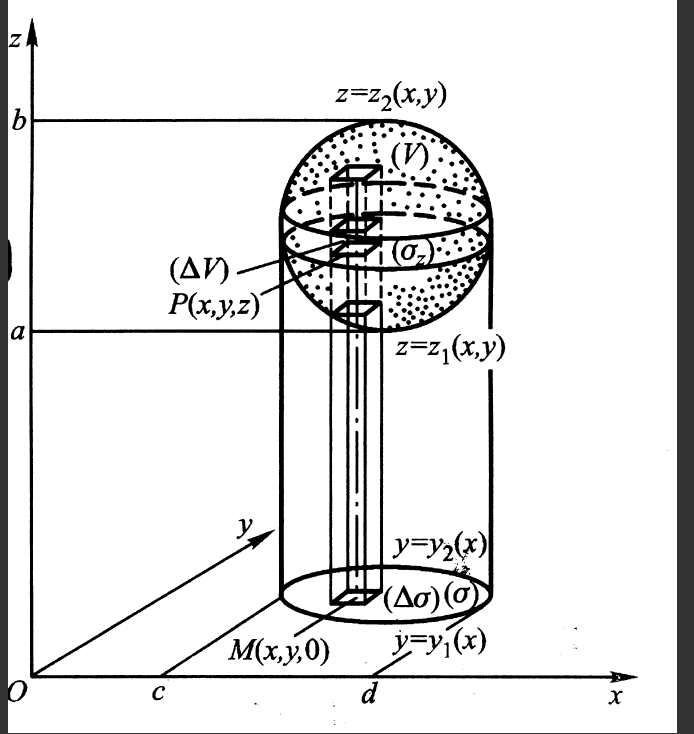 z
z=z₂(x,y)
b
(V)
(σ_z)
(ΔV)
P(x,y,z)
a
z=z₁(x,y)
y
y=y₂(x)
(Δσ)(σ)
M(x,y,0)
y=y₁(x)
O
c
d
x